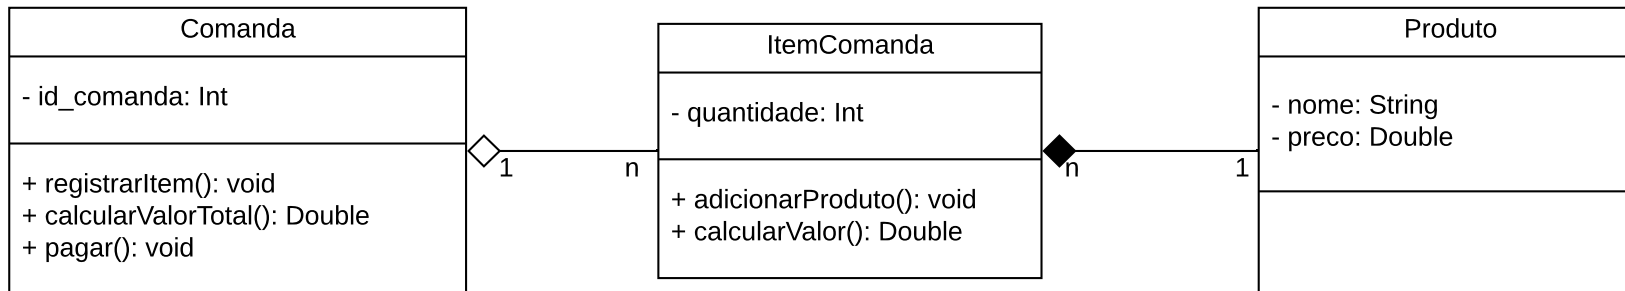 Comanda
- id_comanda: Int
+ registrarItem(): void
+ calcularValorTotal(): Double
+ pagar(): void
1
n
ItemComanda
- quantidade: Int
+ adicionarProduto(): void
+ calcularValor(): Double
n
1
Produto
- nome: String
- preco: Double